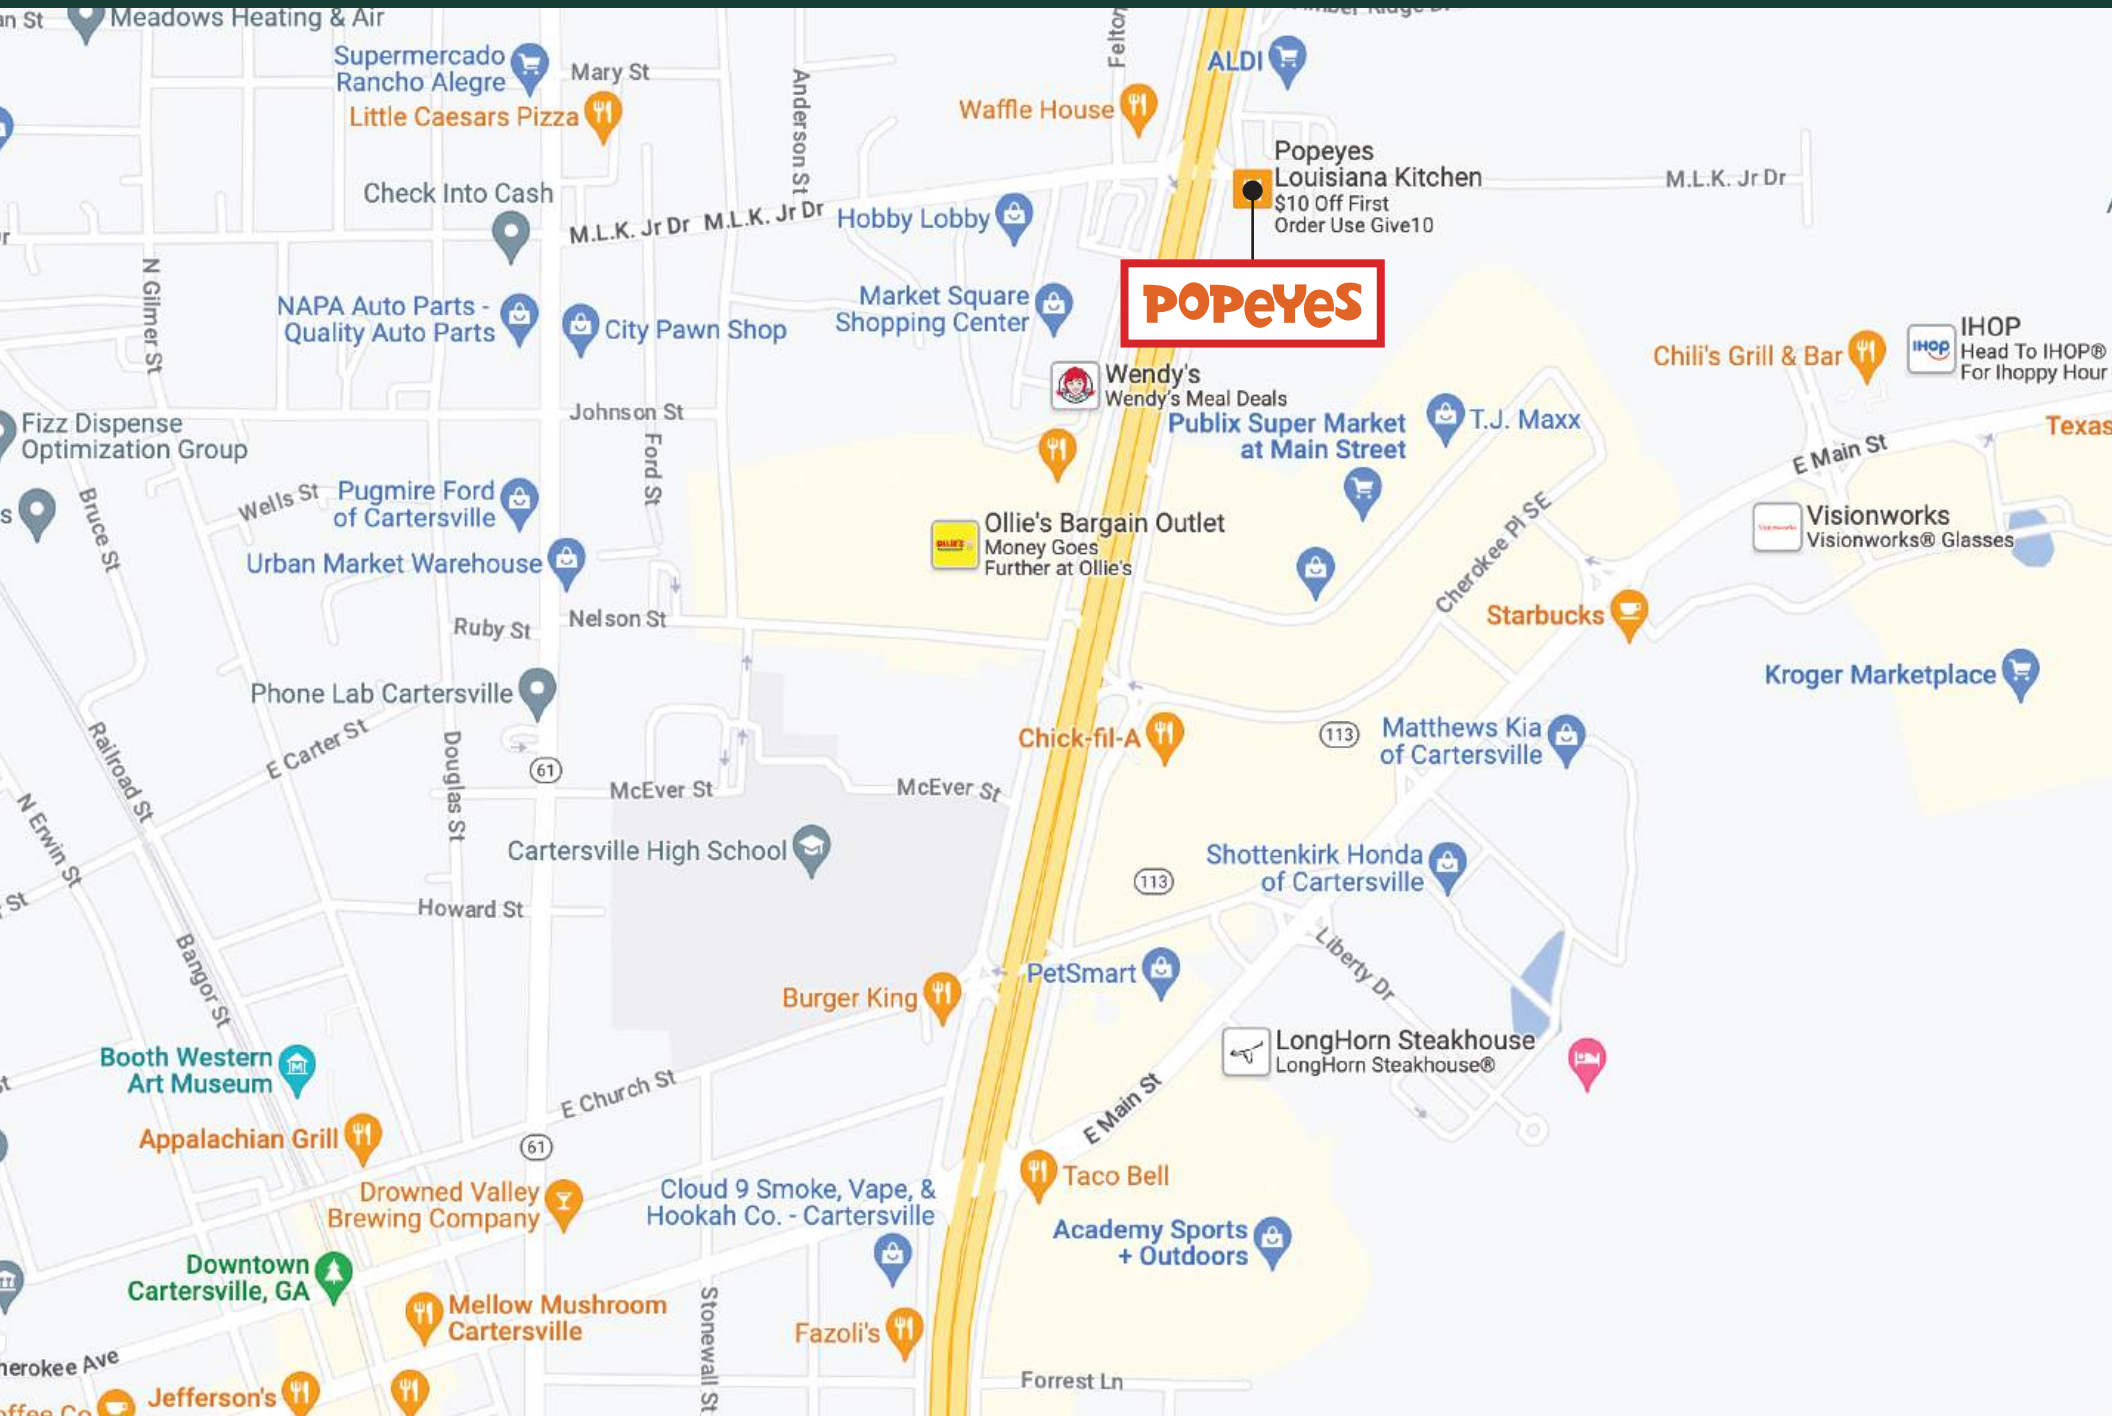 Meadows Heating & Air
Supermercado
Rancho Alegre
Mary St
Little Caesars Pizza
Anderson St
Felton
ALDI
Waffle House
Check Into Cash
Popeyes
Louisiana Kitchen
$10 Off First
Order Use Give10
M.L.K. Jr Dr
M.L.K. Jr Dr
M.L.K. Jr Dr
Hobby Lobby
N Gilmer St
NAPA Auto Parts -
Quality Auto Parts
City Pawn Shop
Market Square
Shopping Center
POPeYeS
Chili's Grill & Bar
IHOP
IHOP
Head To IHOP®
For Ihoppy Hour
Wendy's
Wendy's Meal Deals
Johnson St
Publix Super Market
at Main Street
T.J. Maxx
Texas
E Main St
Fizz Dispense
Optimization Group
Ford St
Wells St
Bruce St
Pugmire Ford
of Cartersville
Urban Market Warehouse
OLLIE'S
Ollie's Bargain Outlet
Money Goes
Further at Ollie's
Cherokee Pl SE
Visionworks
Visionworks
Visionworks® Glasses
Starbucks
Ruby St
Nelson St
Phone Lab Cartersville
Kroger Marketplace
E Carter St
Railroad St
Douglas St
61
Chick-fil-A
113
Matthews Kia
of Cartersville
McEver St
McEver St
N Erwin St
Cartersville High School
Shottenkirk Honda
of Cartersville
113
St
Howard St
Bangor St
Liberty Dr
PetSmart
Burger King
Booth Western
Art Museum
LongHorn Steakhouse
LongHorn Steakhouse®
E Church St
E Main St
Appalachian Grill
61
Drowned Valley
Brewing Company
Cloud 9 Smoke, Vape, &
Hookah Co. - Cartersville
Taco Bell
Academy Sports
+ Outdoors
Downtown
Cartersville, GA
Mellow Mushroom
Cartersville
Stonewall St
Fazoli's
herokee Ave
Forrest Ln
Jefferson's